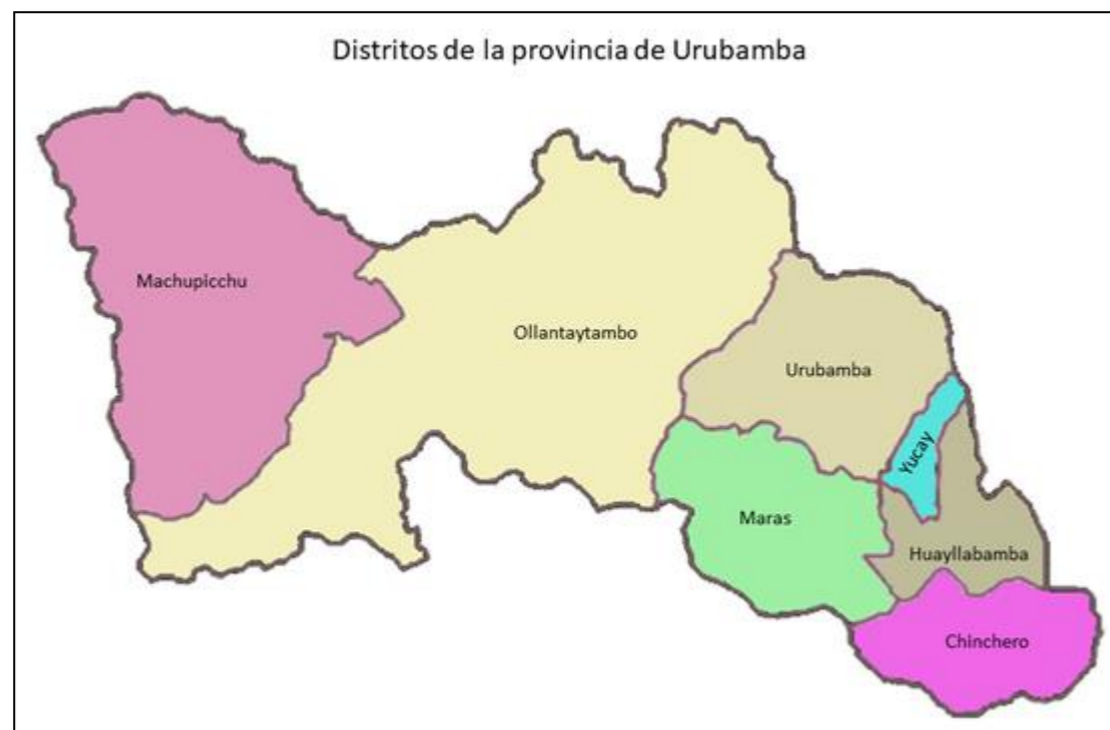 Distritos de la provincia de Urubamba
Machupicchu
Ollantaytambo
Urubamba
Yucay
Maras
Huayllabamba
Chinchero